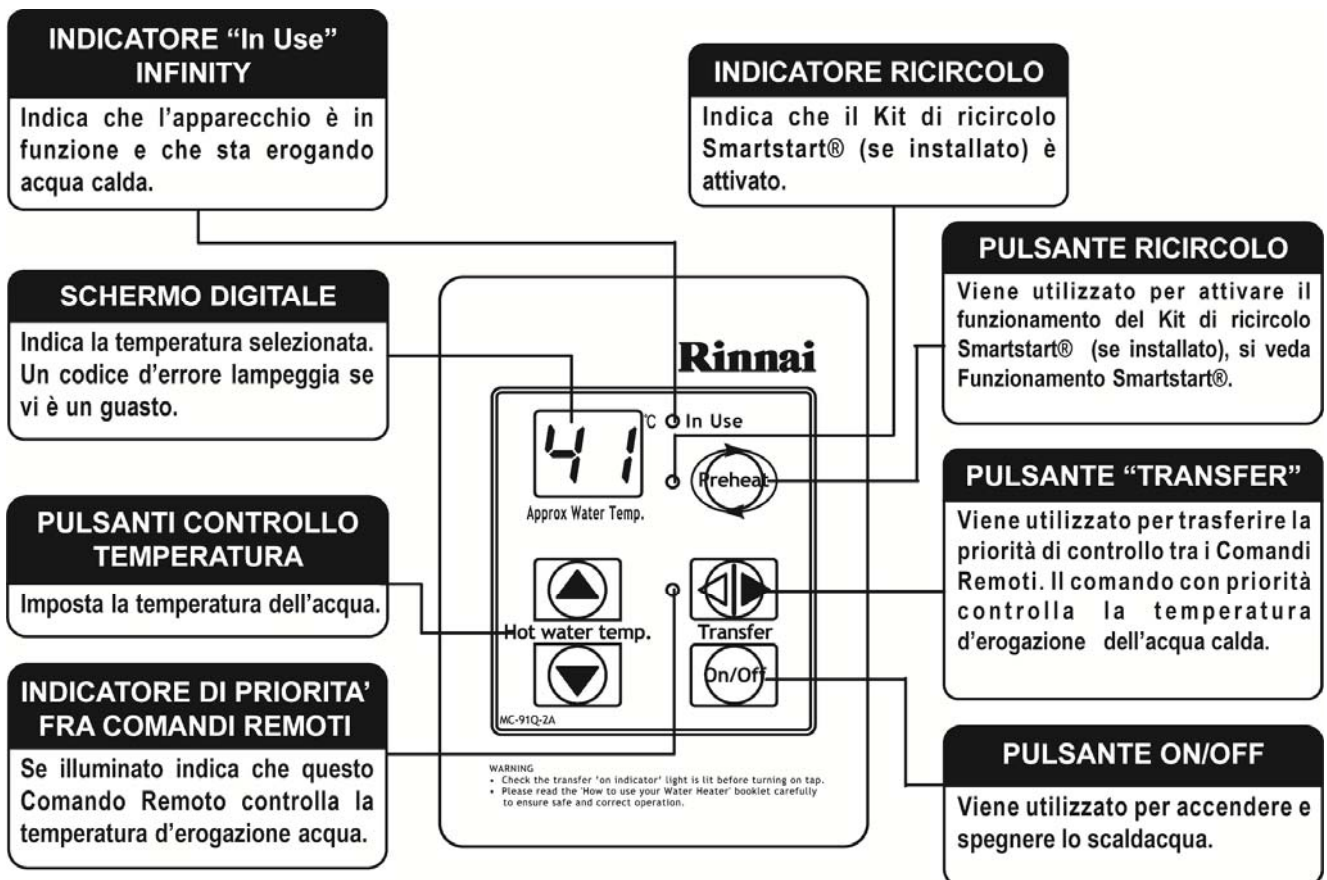 INDICATORE “In Use”
INFINITY
Indica che l’apparecchio è in
funzione e che sta erogando
acqua calda.
INDICATORE RICIRCOLO
Indica che il Kit di ricircolo
Smartstart® (se installato) è
attivato.
SCHERMO DIGITALE
Indica la temperatura selezionata.
Un codice d’errore lampeggia se
vi è un guasto.
PULSANTE RICIRCOLO
Viene utilizzato per attivare il
funzionamento del Kit di ricircolo
Smartstart® (se installato), si veda
Funzionamento Smartstart®.
PULSANTI CONTROLLO
TEMPERATURA
Imposta la temperatura dell’acqua.
PULSANTE “TRANSFER”
Viene utilizzato per trasferire la
priorità di controllo tra i Comandi
Remoti. Il comando con priorità
controlla la temperatura
d’erogazione dell’acqua calda.
INDICATORE DI PRIORITA’
FRA COMANDI REMOTI
Se illuminato indica che questo
Comando Remoto controlla la
temperatura d’erogazione acqua.
PULSANTE ON/OFF
Viene utilizzato per accendere e
spegnere lo scaldacqua.
Rinnai
41 °C
In Use
Preheat
Approx Water Temp.
Hot water temp.
Transfer
On/Off
MC-91Q-2A
WARNING
• Check the transfer 'on indicator' light is lit before turning on tap.
• Please read the 'How to use your Water Heater' booklet carefully
to ensure safe and correct operation.